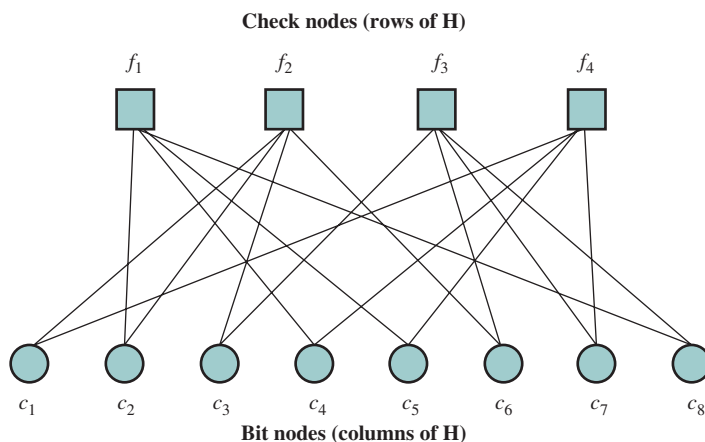 Check nodes (rows of H)
f1 f2 f3 f4
c1 c2 c3 c4 c5 c6 c7 c8
Bit nodes (columns of H)